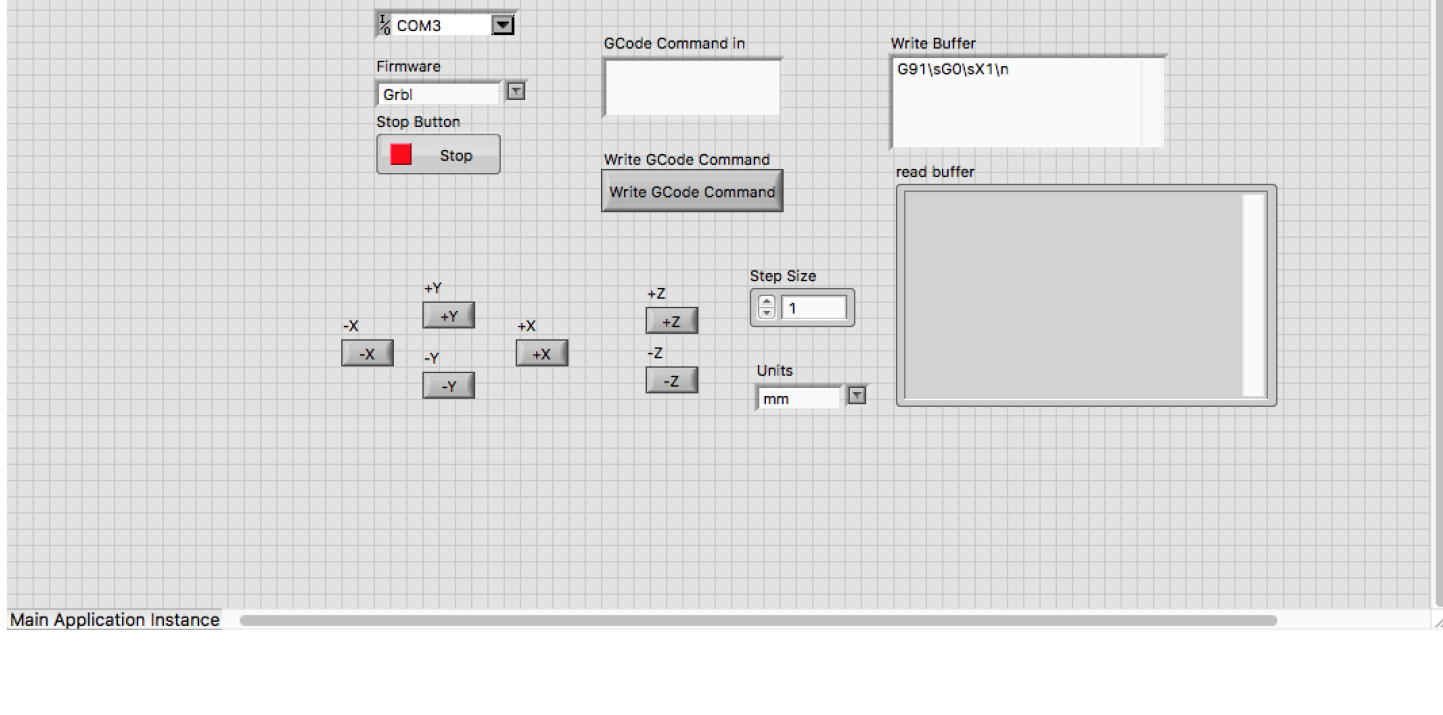 COM3
Firmware
Grbl
Stop Button
Stop
GCode Command in
Write GCode Command
Write GCode Command
Write Buffer
G91\sG0\sX1\n
read buffer
+Y
+Y
-X
-X
-Y
-Y
+X
+X
+Z
+Z
-Z
-Z
Step Size
1
Units
mm
Main Application Instance